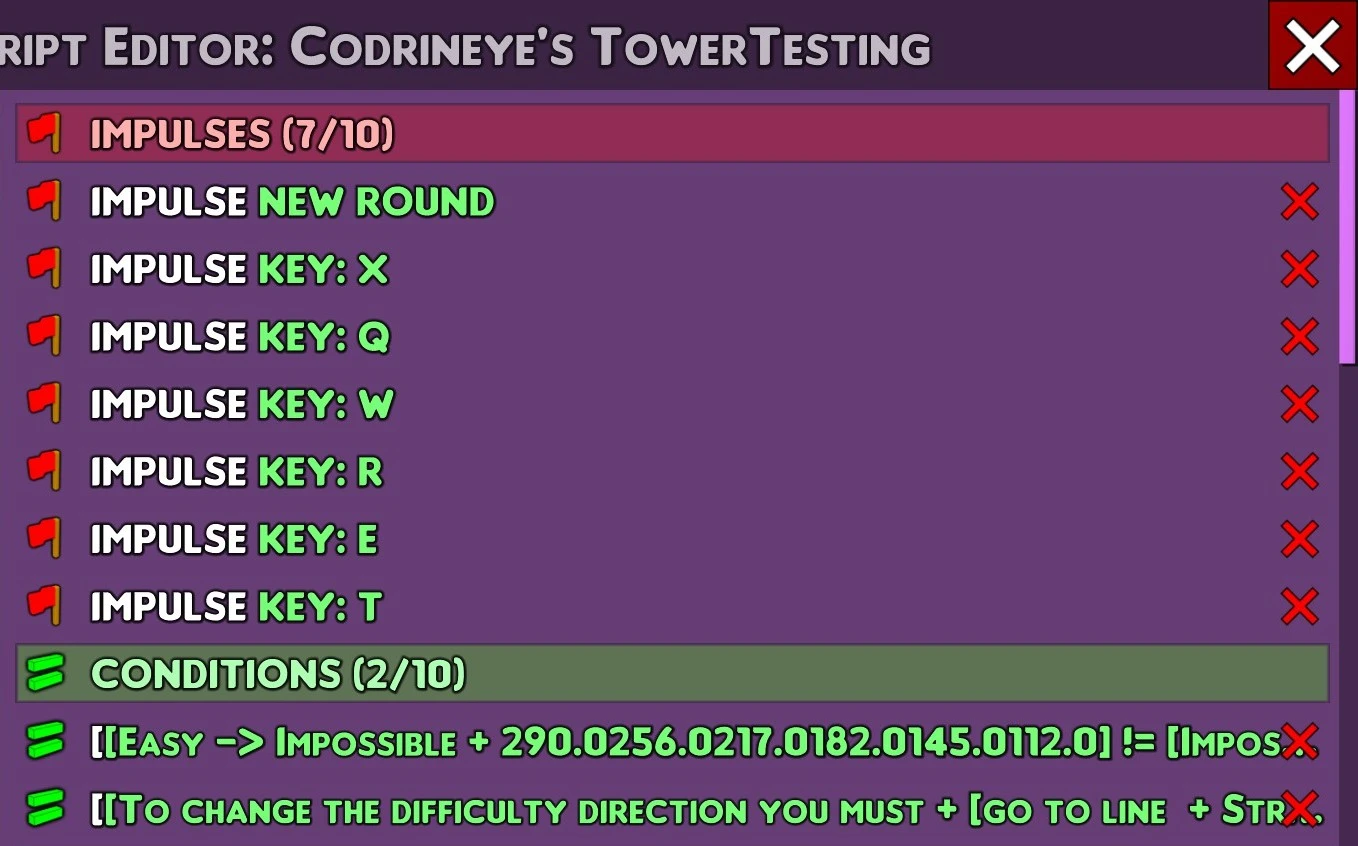 RIPT EDITOR: CODRINEYE'S TOWERTESTING
IMPULSES (7/10)
IMPULSE NEW ROUND
IMPULSE KEY: X
IMPULSE KEY: Q
IMPULSE KEY: W
IMPULSE KEY: R
IMPULSE KEY: E
IMPULSE KEY: T
CONDITIONS (2/10)
[[EASY -> IMPOSSIBLE + 290.0256.0217.0182.0145.0112.0] != [IMPOS...
[[TO CHANGE THE DIFFICULTY DIRECTION YOU MUST + [GO TO LINE + STR...